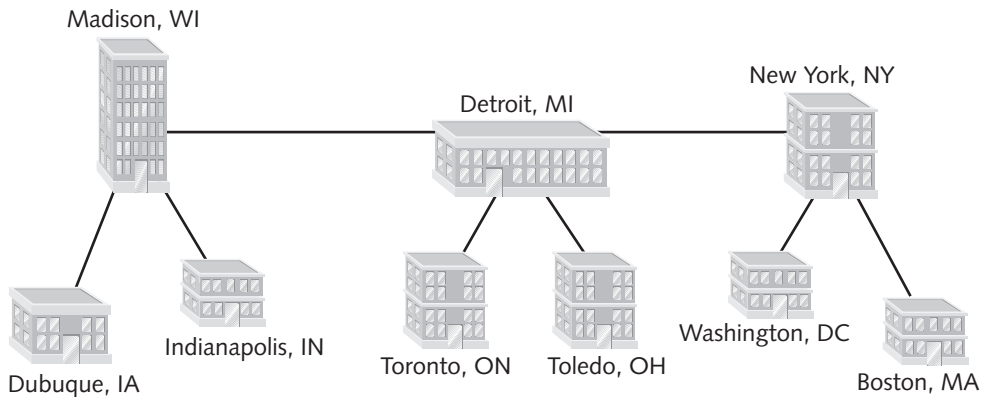 Madison, WI
New York, NY
Detroit, MI
Indianapolis, IN
Washington, DC
Toronto, ON
Toledo, OH
Dubuque, IA
Boston, MA